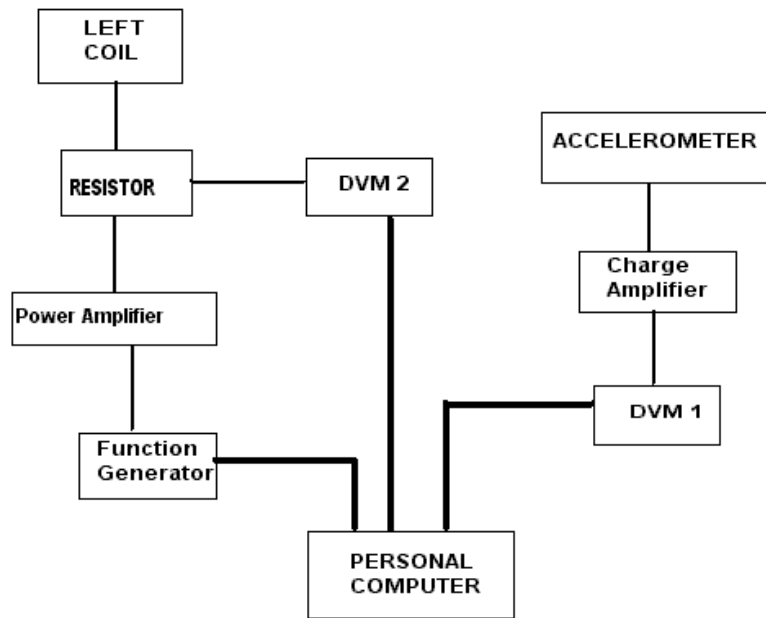 LEFT
COIL
ACCELEROMETER
RESISTOR
DVM 2
Charge
Amplifier
Power Amplifier
DVM 1
Function
Generator
PERSONAL
COMPUTER